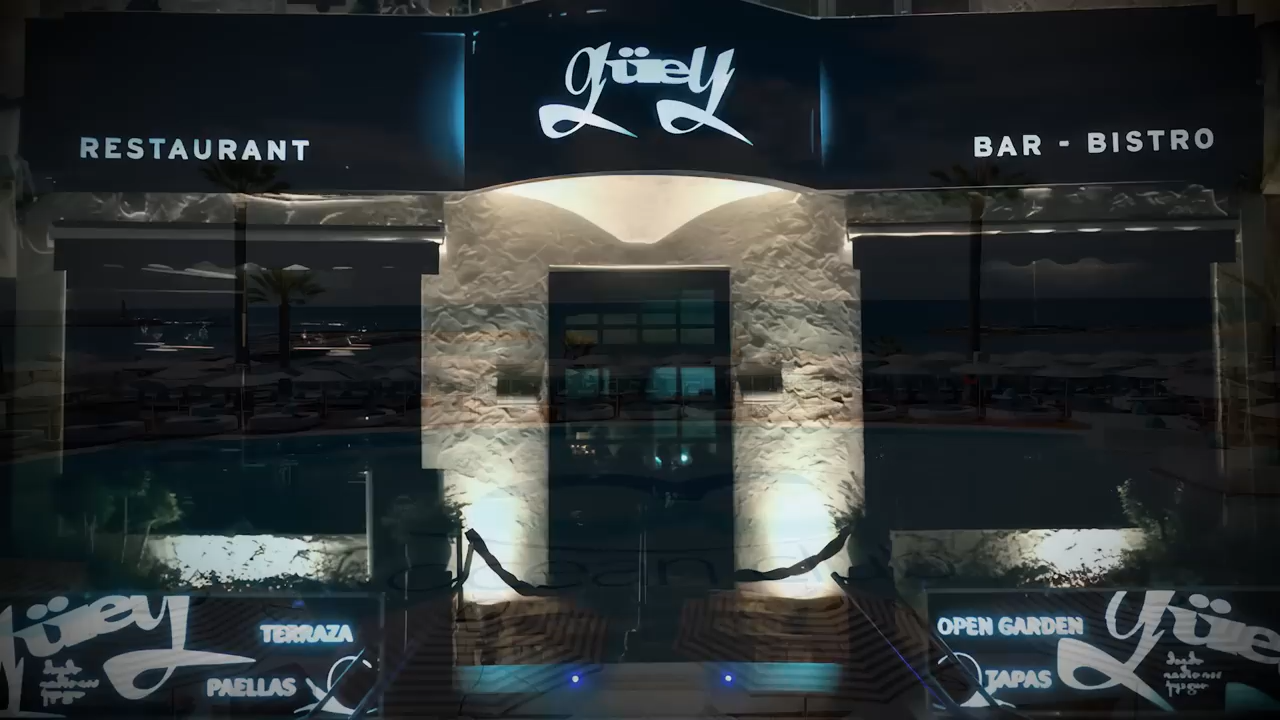 güey
RESTAURANT
BAR - BISTRO
güey
TERRAZA
PAELLAS
OPEN GARDEN
TAPAS
güey